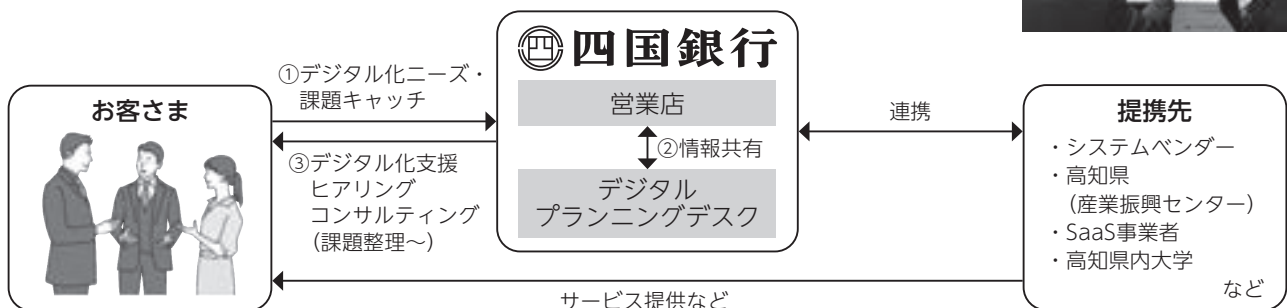 四国銀行
①デジタル化ニーズ・
課題キャッチ
お客さま
営業店
連携
提携先
②情報共有
③デジタル化支援
ヒアリング
コンサルティング
(課題整理～)
デジタル
プランニングデスク
・システムベンダー
・高知県
(産業振興センター)
・SaaS事業者
・高知県内大学
など
サービス提供など